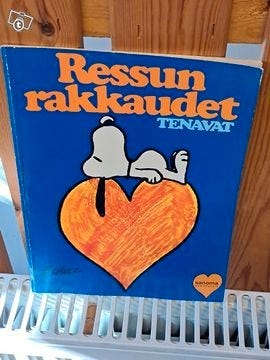 Ressun
rakkaudet
TENAVAT
sanoma